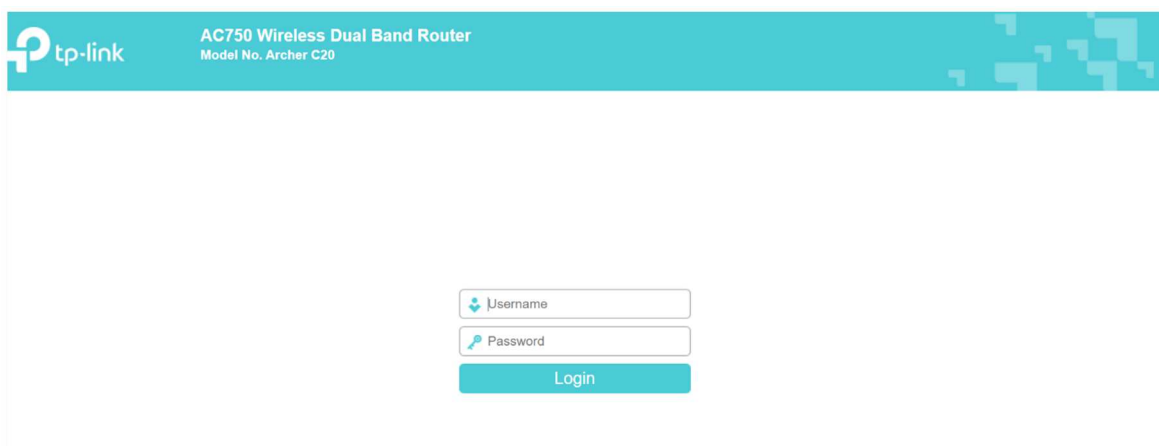 tp-link
AC750 Wireless Dual Band Router
Model No. Archer C20
Username
Password
Login